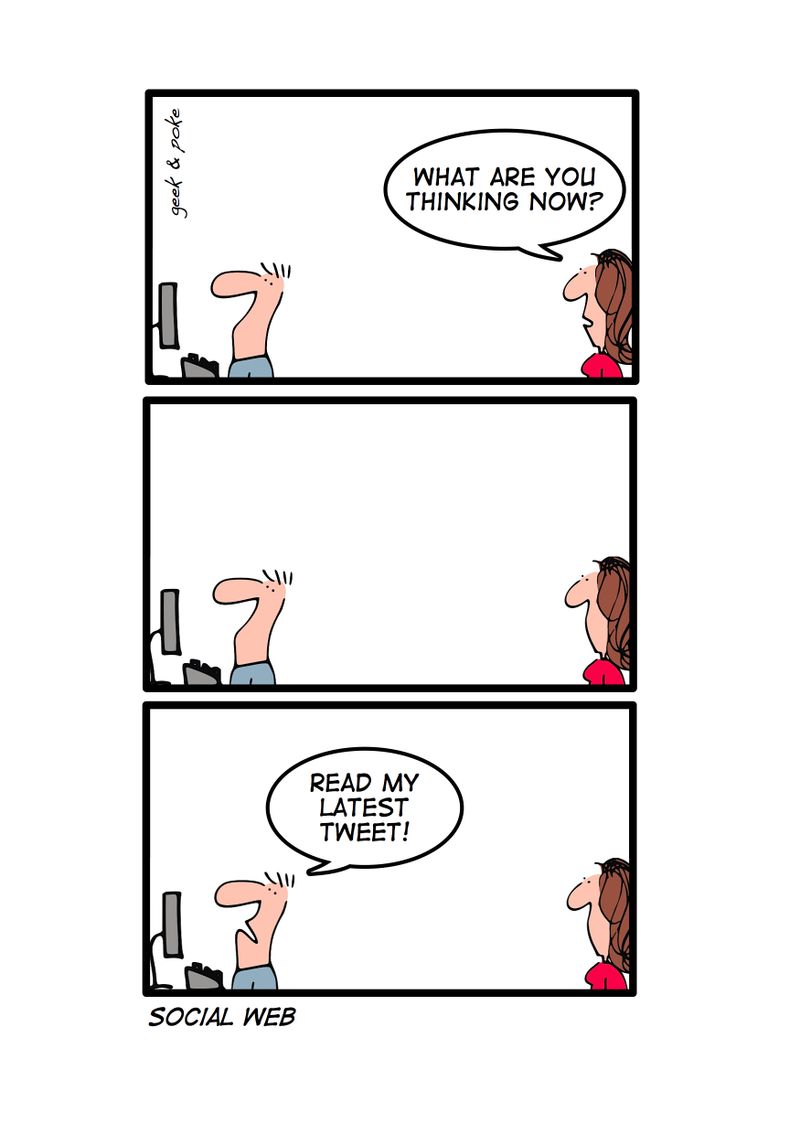 geek & poke
WHAT ARE YOU
THINKING NOW?
READ MY
LATEST
TWEET!
SOCIAL WEB